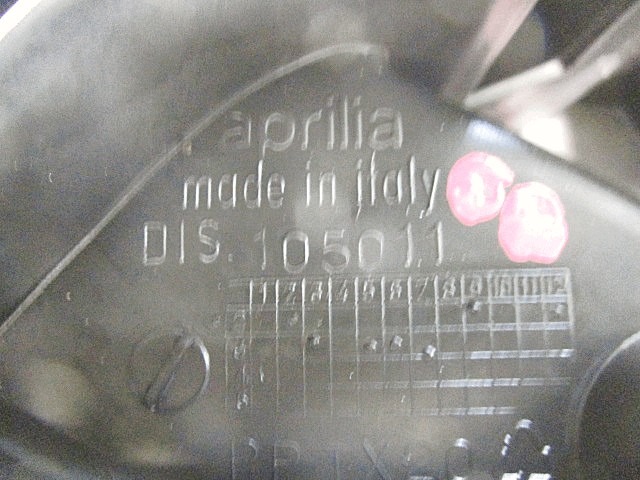 aprilia
made in italy
DIS. 105011
1 2 3 4 5 6 7 8 9 10 11 12